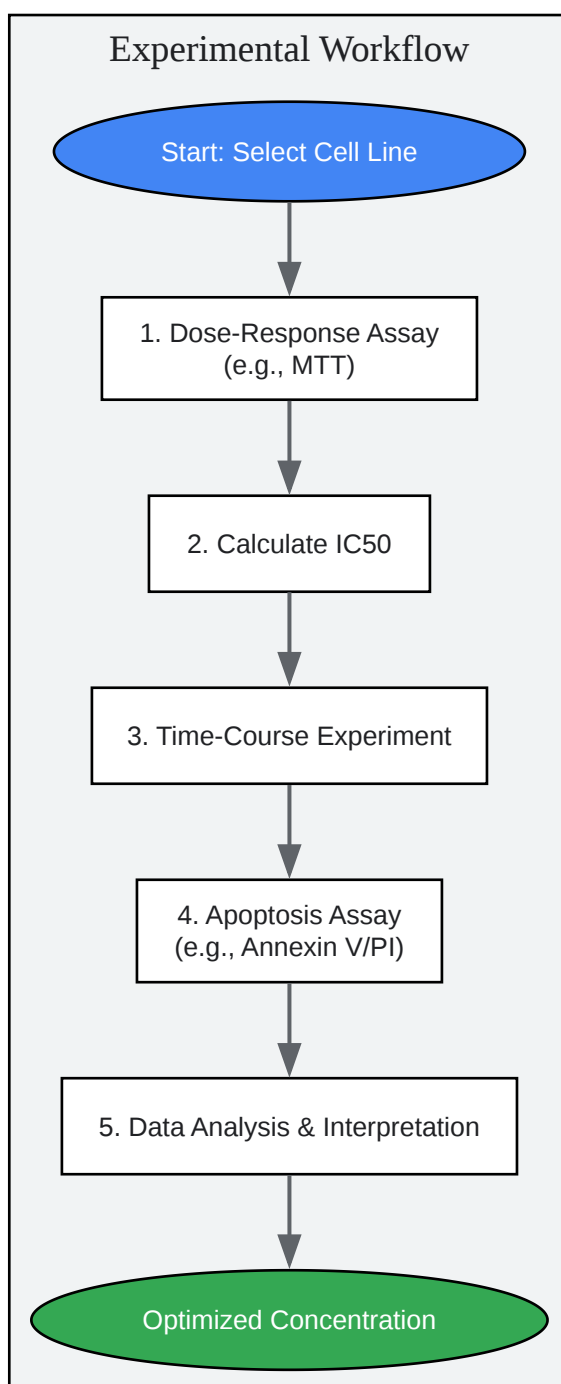 Experimental Workflow
Start: Select Cell Line
1. Dose-Response Assay
(e.g., MTT)
2. Calculate IC50
3. Time-Course Experiment
4. Apoptosis Assay
(e.g., Annexin V/PI)
5. Data Analysis & Interpretation
Optimized Concentration